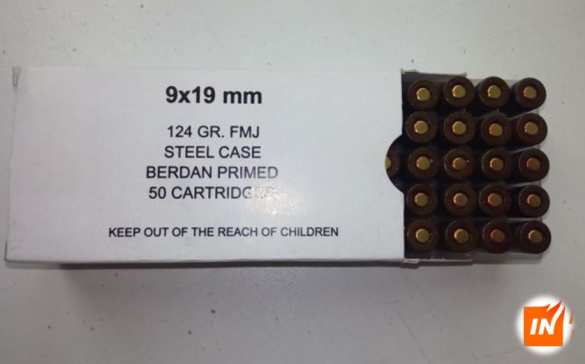 9x19 mm
124 GR. FMJ
STEEL CASE
BERDAN PRIMED
50 CARTRIDGES
KEEP OUT OF THE REACH OF CHILDREN
IN